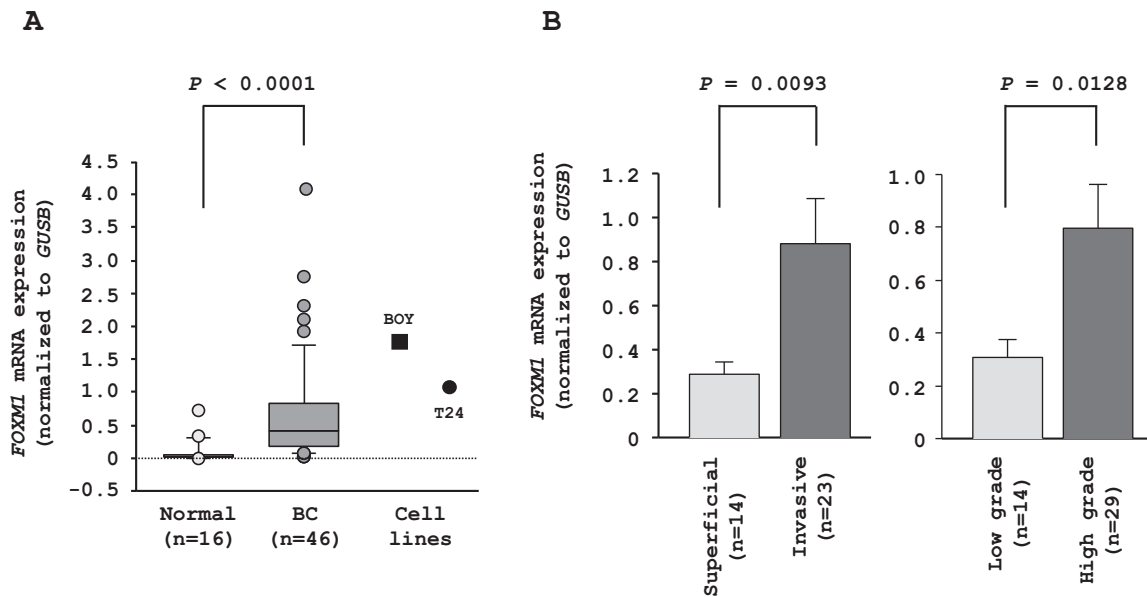 A
P < 0.0001
FOXM1 mRNA expression
(normalized to GUSB)
4.5
4.0
3.5
3.0
2.5
2.0
1.5
1.0
0.5
0
-0.5
BOY
T24
Normal
(n=16)
BC
(n=46)
Cell
lines
B
P = 0.0093
FOXM1 mRNA expression
(normalized to GUSB)
1.2
1.0
0.8
0.6
0.4
0.2
0
Superficial
(n=14)
Invasive
(n=23)
P = 0.0128
1.0
0.8
0.6
0.4
0.2
0
Low grade
(n=14)
High grade
(n=29)